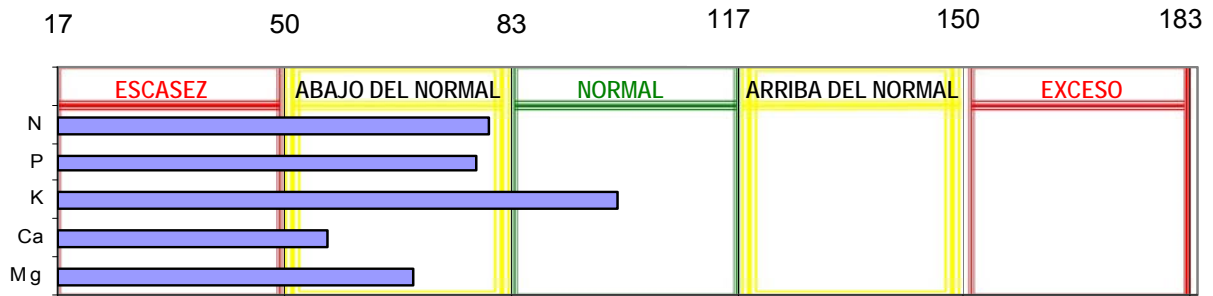 17 50 83 117 150 183
ESCASEZ ABAJO DEL NORMAL NORMAL ARRIBA DEL NORMAL EXCESO
N
P
K
Ca
Mg